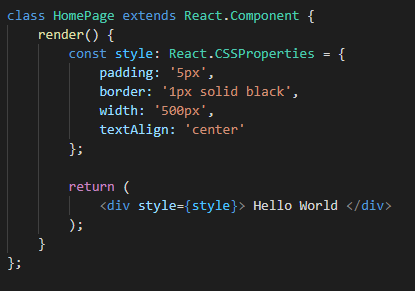 class HomePage extends React.Component {
    render() {
        const style: React.CSSProperties = {
            padding: '5px',
            border: '1px solid black',
            width: '500px',
            textAlign: 'center'
        };

        return (
            <div style={style}> Hello World </div>
        );
    }
};